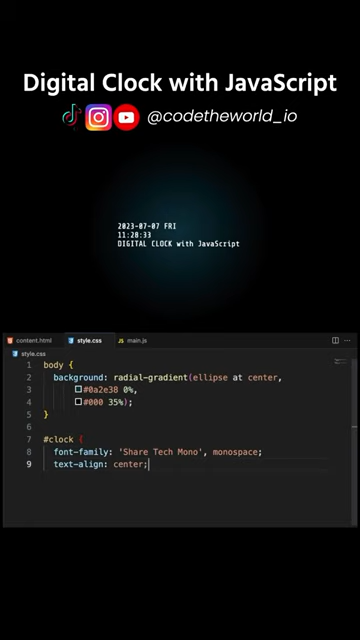 Digital Clock with JavaScript
@codetheworld_io
2023-07-07 FRI
11:28:33
DIGITAL CLOCK with JavaScript
content.html style.css main.js
style.css
1 body {
2 background: radial-gradient(ellipse at center,
3 #0a2e38 0%,
4 #000 35%);
5 }
6
7 #clock {
8 font-family: 'Share Tech Mono', monospace;
9 text-align: center;